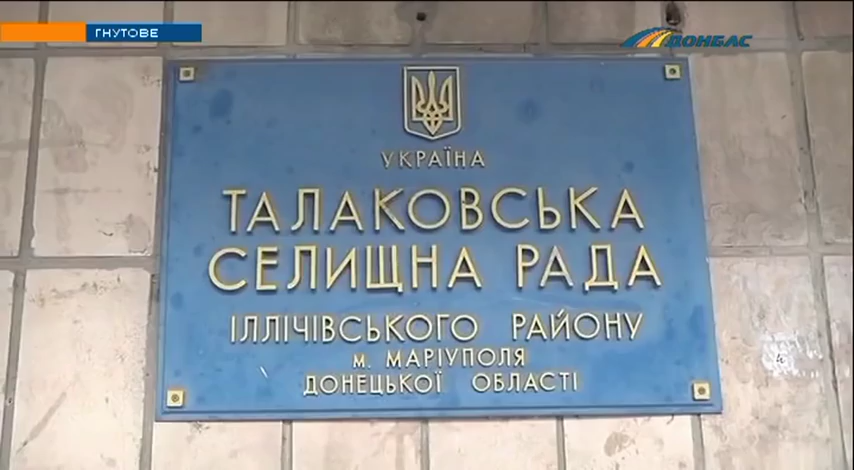 ГНУТОВЕ
ДОНБАС
УКРАЇНА
ТАЛАКОВСЬКА
СЕЛИЩНА РАДА
ІЛЛІЧІВСЬКОГО РАЙОНУ
М. МАРІУПОЛЯ
ДОНЕЦЬКОЇ ОБЛАСТІ